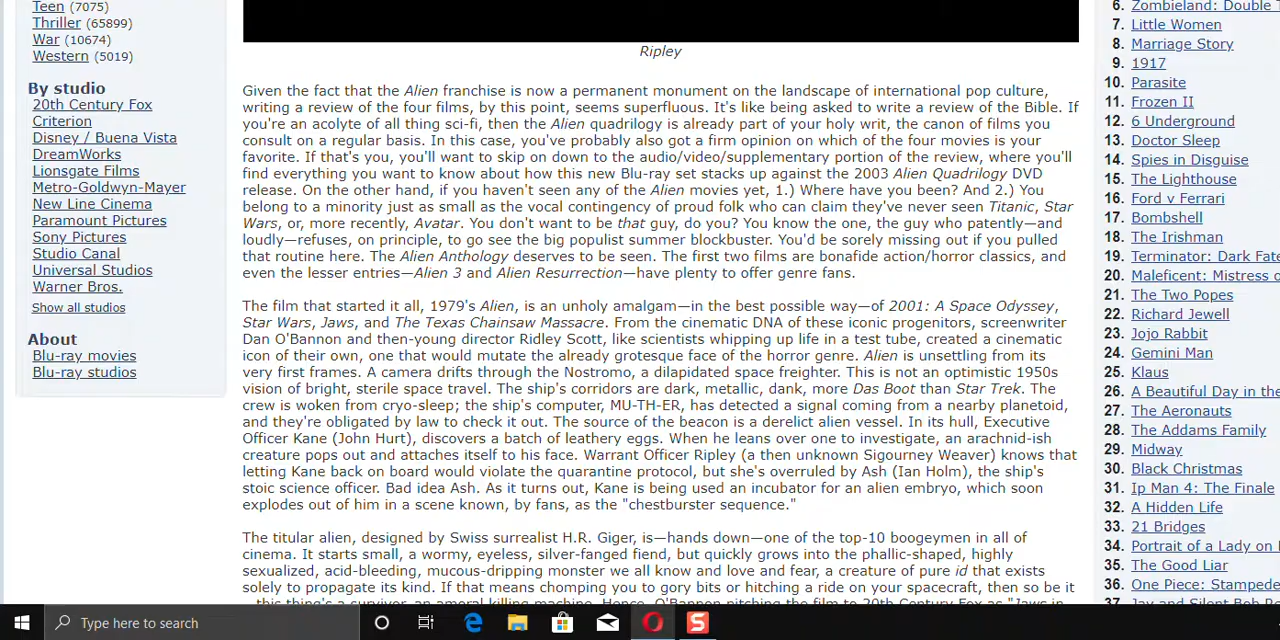 Teen (7075)
Thriller (65899)
War (10674)
Western (5019)
By studio
20th Century Fox
Criterion
Disney / Buena Vista
DreamWorks
Lionsgate Films
Metro-Goldwyn-Mayer
New Line Cinema
Paramount Pictures
Sony Pictures
Studio Canal
Universal Studios
Warner Bros.
Show all studios
About
Blu-ray movies
Blu-ray studios
Ripley
Given the fact that the Alien franchise is now a permanent monument on the landscape of international pop culture,
writing a review of the four films, by this point, seems superfluous. It's like being asked to write a review of the Bible. If
you're an acolyte of all thing sci-fi, then the Alien quadrilogy is already part of your holy writ, the canon of films you
consult on a regular basis. In this case, you've probably also got a firm opinion on which of the four movies is your
favorite. If that's you, you'll want to skip on down to the audio/video/supplementary portion of the review, where you'll
find everything you want to know about how this new Blu-ray set stacks up against the 2003 Alien Quadrilogy DVD
release. On the other hand, if you haven't seen any of the Alien movies yet, 1.) Where have you been? And 2.) You
belong to a minority just as small as the vocal contingency of proud folk who can claim they've never seen Titanic, Star
Wars, or, more recently, Avatar. You don't want to be that guy, do you? You know the one, the guy who patently—and
loudly—refuses, on principle, to go see the big populist summer blockbuster. You'd be sorely missing out if you pulled
that routine here. The Alien Anthology deserves to be seen. The first two films are bonafide action/horror classics, and
even the lesser entries—Alien 3 and Alien Resurrection—have plenty to offer genre fans.
The film that started it all, 1979's Alien, is an unholy amalgam—in the best possible way—of 2001: A Space Odyssey,
Star Wars, Jaws, and The Texas Chainsaw Massacre. From the cinematic DNA of these iconic progenitors, screenwriter
Dan O'Bannon and then-young director Ridley Scott, like scientists whipping up life in a test tube, created a cinematic
icon of their own, one that would mutate the already grotesque face of the horror genre. Alien is unsettling from its
very first frames. A camera drifts through the Nostromo, a dilapidated space freighter. This is not an optimistic 1950s
vision of bright, sterile space travel. The ship's corridors are dark, metallic, dank, more Das Boot than Star Trek. The
crew is woken from cryo-sleep; the ship's computer, MU-TH-ER, has detected a signal coming from a nearby planetoid,
and they're obligated by law to check it out. The source of the beacon is a derelict alien vessel. In its hull, Executive
Officer Kane (John Hurt), discovers a batch of leathery eggs. When he leans over one to investigate, an arachnid-ish
creature pops out and attaches itself to his face. Warrant Officer Ripley (a then unknown Sigourney Weaver) knows that
letting Kane back on board would violate the quarantine protocol, but she's overruled by Ash (Ian Holm), the ship's
stoic science officer. Bad idea Ash. As it turns out, Kane is being used an incubator for an alien embryo, which soon
explodes out of him in a scene known, by fans, as the "chestburster sequence."
The titular alien, designed by Swiss surrealist H.R. Giger, is—hands down—one of the top-10 boogeymen in all of
cinema. It starts small, a wormy, eyeless, silver-fanged fiend, but quickly grows into the phallic-shaped, highly
sexualized, acid-bleeding, mucous-dripping monster we all know and love and fear, a creature of pure id that exists
solely to propagate its kind. If that means chomping you to gory bits or hitching a ride on your spacecraft, then so be it
—this thing's a survivor, an amoral killing machine. Hence, O'Bannon pitching the film to 20th Century Fox as "Jaws in
6. Zombieland: Double T
7. Little Women
8. Marriage Story
9. 1917
10. Parasite
11. Frozen II
12. 6 Underground
13. Doctor Sleep
14. Spies in Disguise
15. The Lighthouse
16. Ford v Ferrari
17. Bombshell
18. The Irishman
19. Terminator: Dark Fate
20. Maleficent: Mistress o
21. The Two Popes
22. Richard Jewell
23. Jojo Rabbit
24. Gemini Man
25. Klaus
26. A Beautiful Day in the
27. The Aeronauts
28. The Addams Family
29. Midway
30. Black Christmas
31. Ip Man 4: The Finale
32. A Hidden Life
33. 21 Bridges
34. Portrait of a Lady on
35. The Good Liar
36. One Piece: Stampede
37. Jay and Silent Bob Re
Type here to search